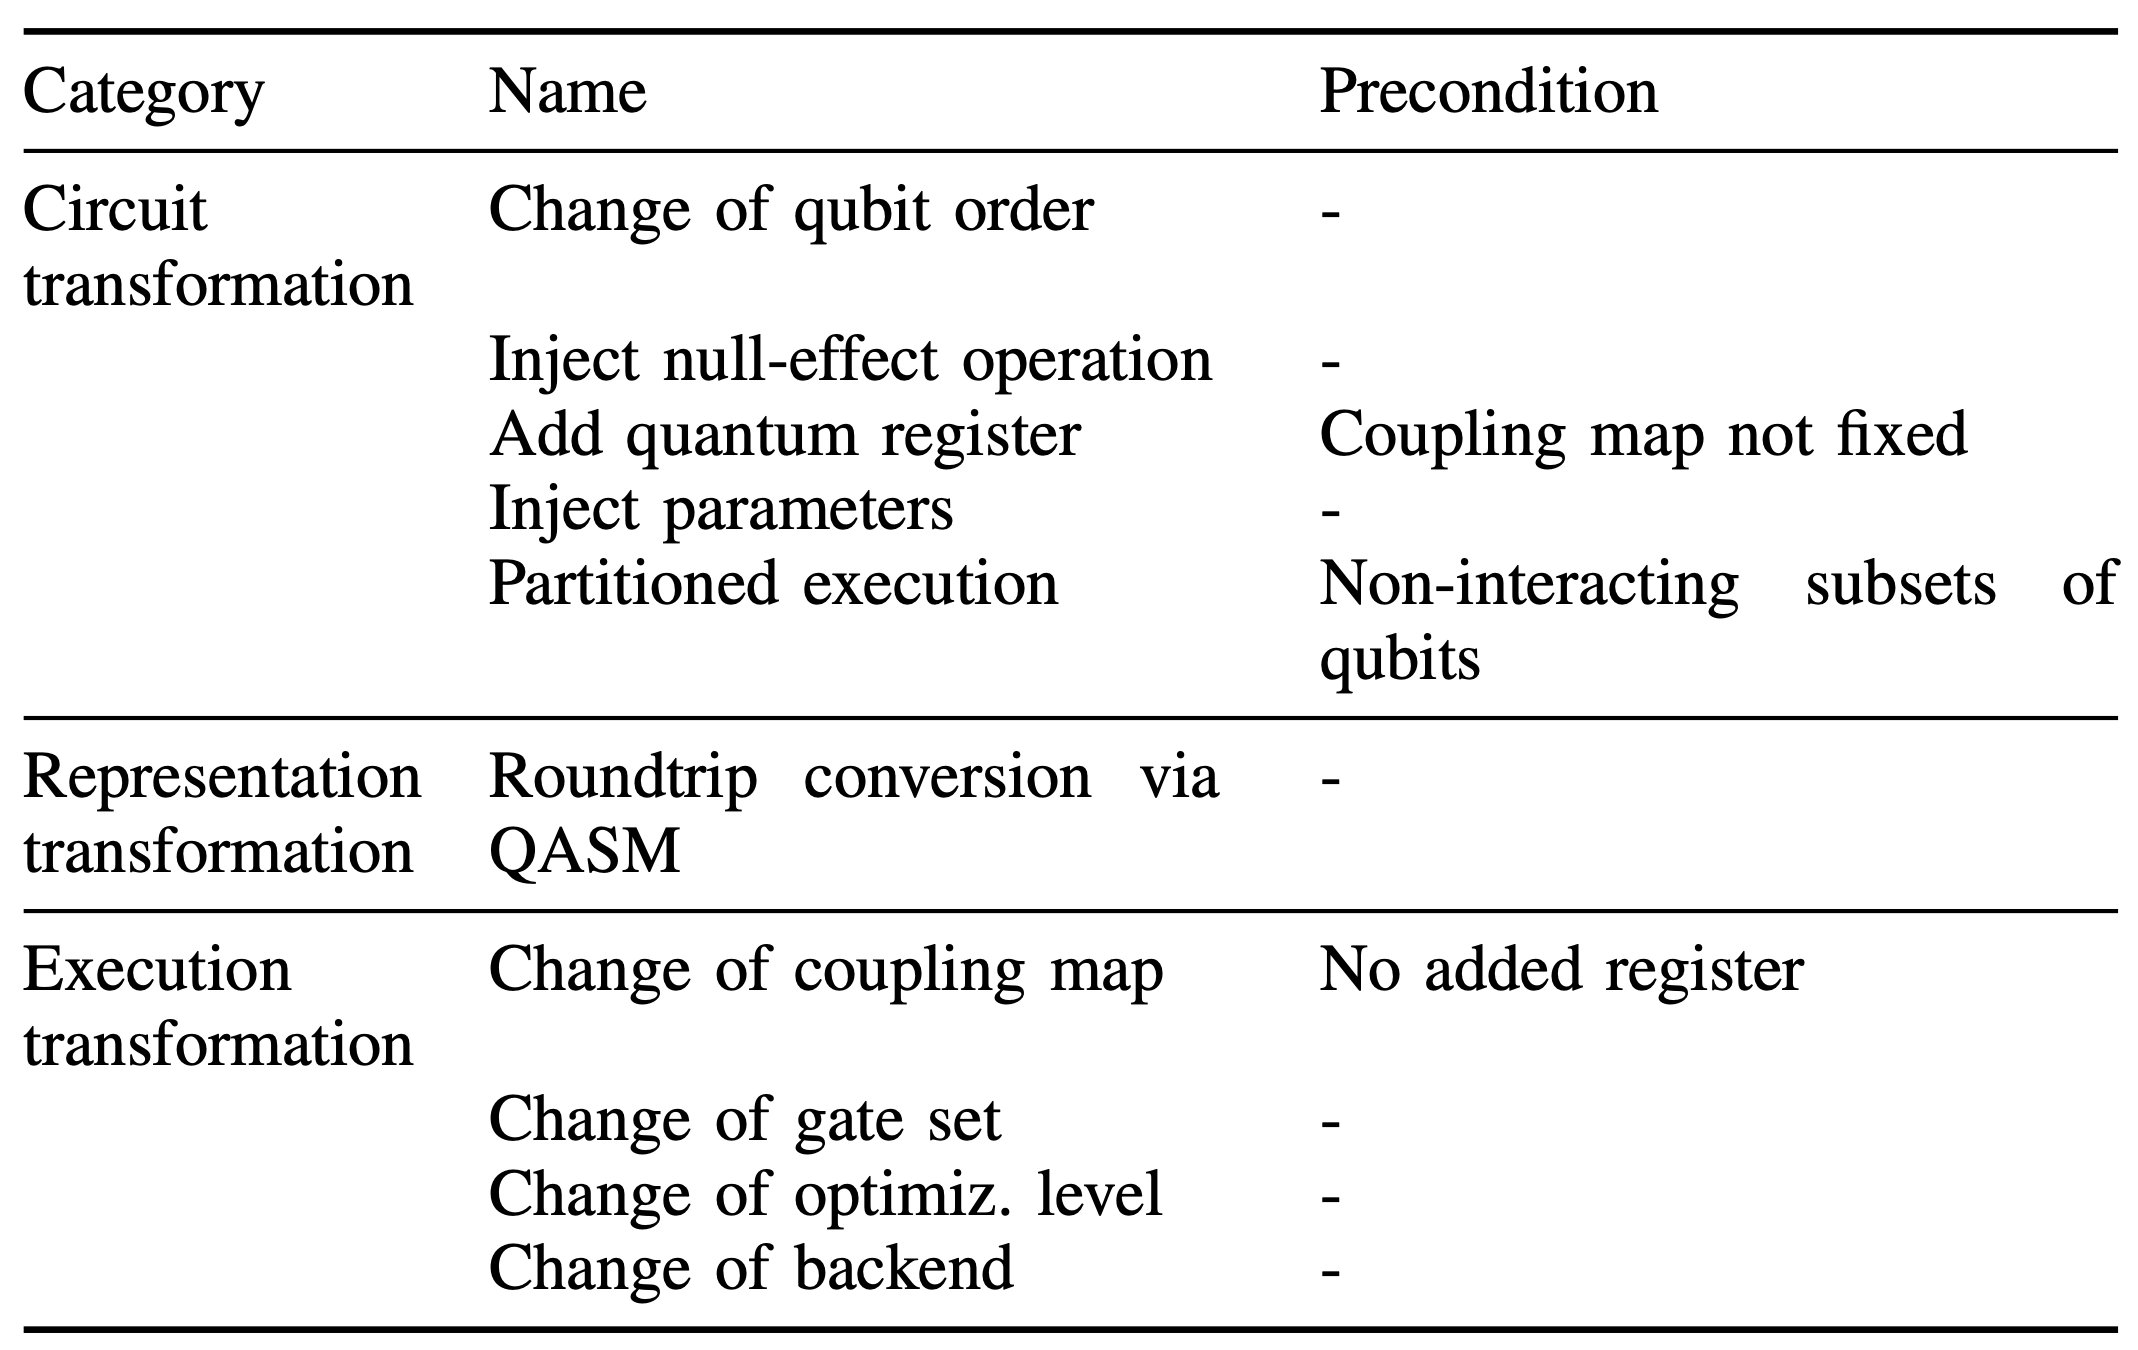 Category Name Precondition
Circuit Change of qubit order -
transformation
Inject null-effect operation -
Add quantum register Coupling map not fixed
Inject parameters -
Partitioned execution Non-interacting subsets of
qubits
Representation Roundtrip conversion via -
transformation QASM
Execution Change of coupling map No added register
transformation
Change of gate set -
Change of optimiz. level -
Change of backend -